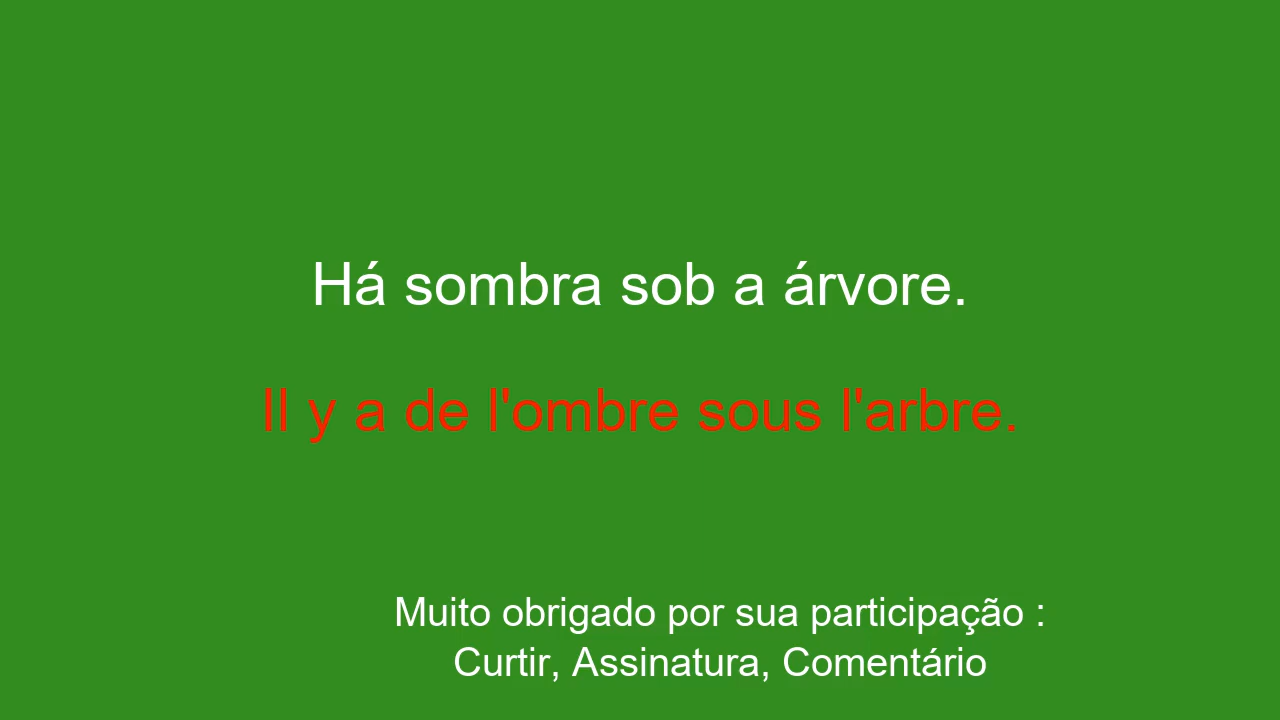 Há sombra sob a árvore.
Il y a de l'ombre sous l'arbre.
Muito obrigado por sua participação :
Curtir, Assinatura, Comentário